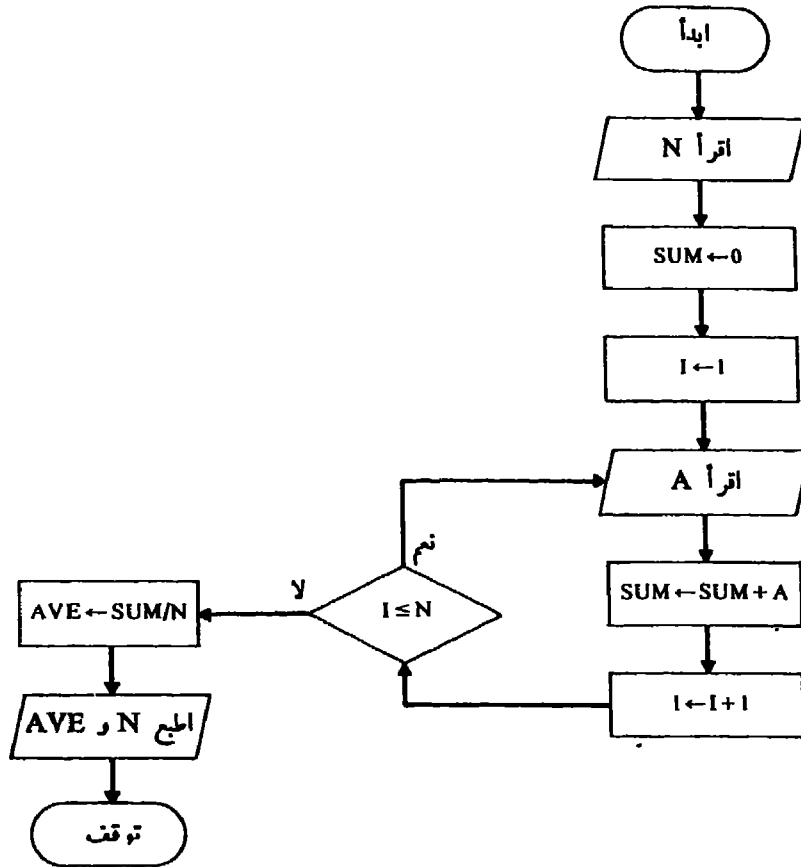 ابدأ
اقرأ N
SUM←0
I←1
اقرأ A
SUM←SUM+A
I←I+1
I≤N
نعم
لا
AVE←SUM/N
اطبع N و AVE
توقف